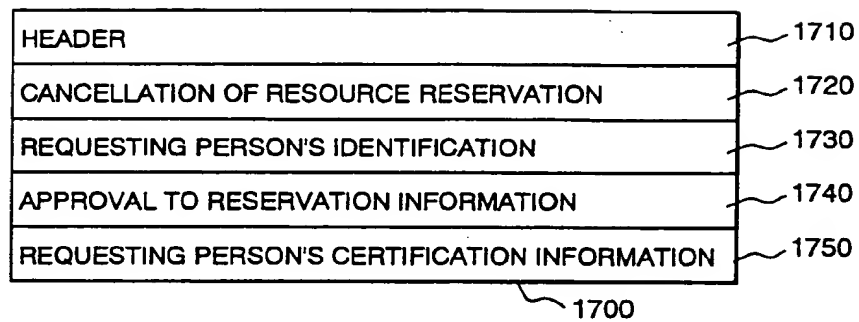 HEADER 1710
CANCELLATION OF RESOURCE RESERVATION 1720
REQUESTING PERSON'S IDENTIFICATION 1730
APPROVAL TO RESERVATION INFORMATION 1740
REQUESTING PERSON'S CERTIFICATION INFORMATION 1750
1700